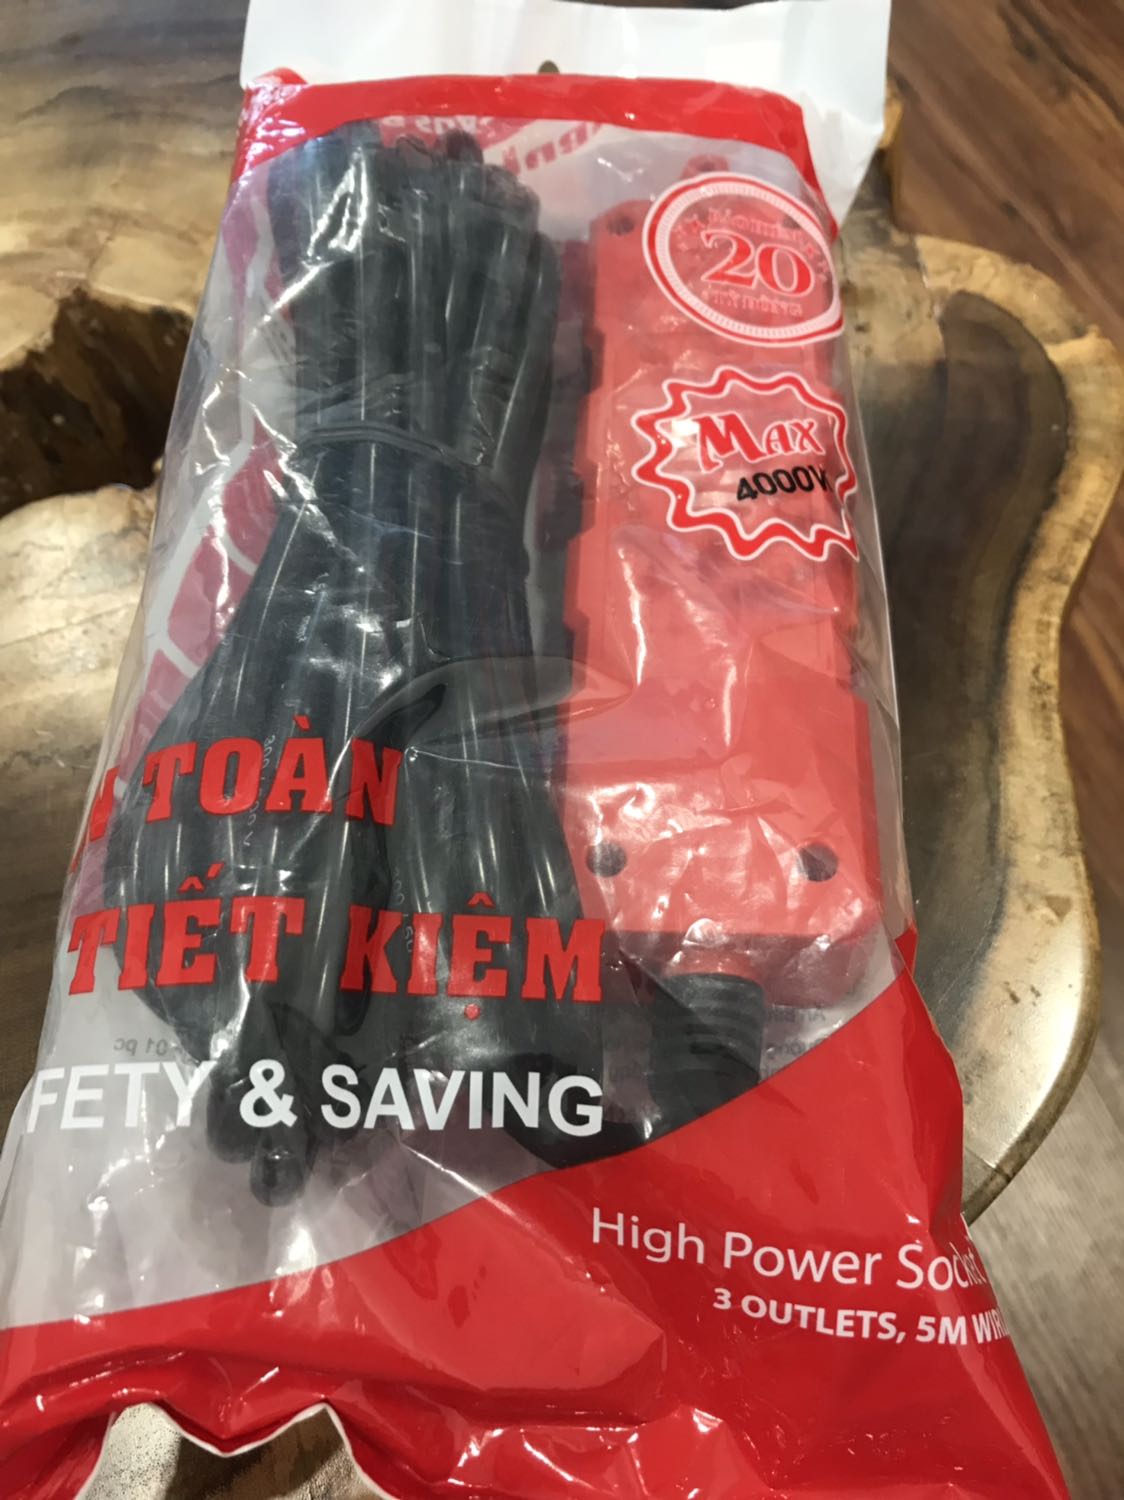 20
MAX
4000W
TOÀN
TIẾT KIỆM
FETY & SAVING
High Power Socket
3 OUTLETS, 5M WIR